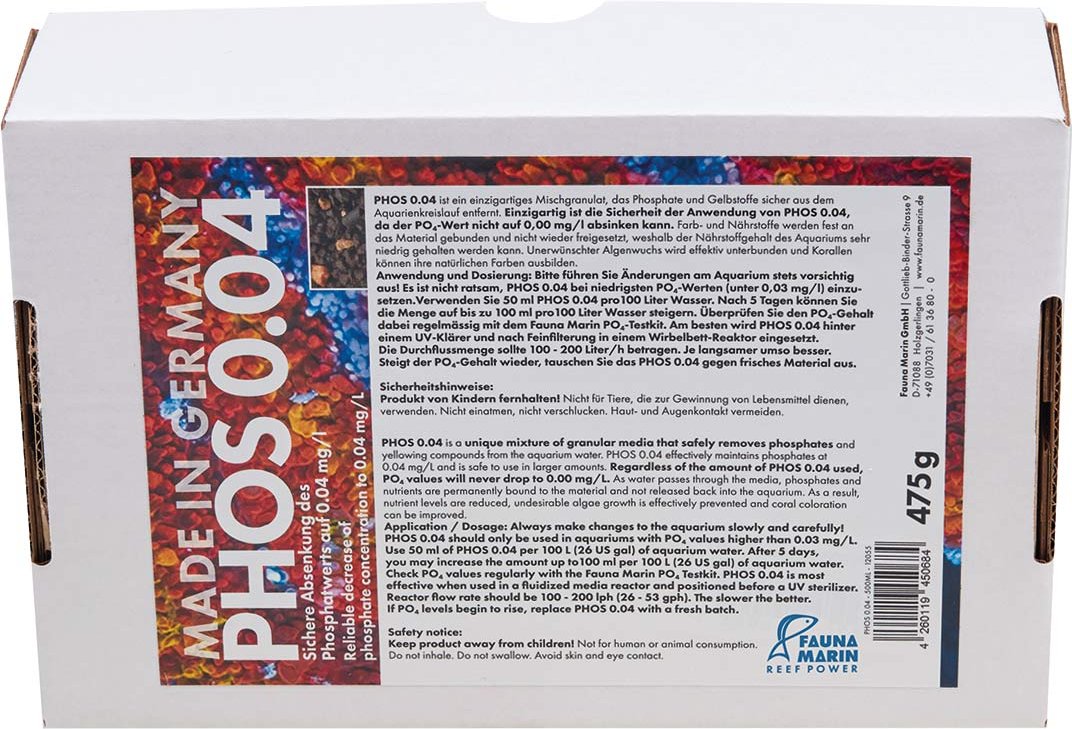 MADE IN GERMANY
PHOS 0.04
Sichere Absenkung des
Phosphatwerts auf 0,04 mg/l
Reliable decrease of
phosphate concentration to 0.04 mg/L
PHOS 0.04 ist ein einzigartiges Mischgranulat, das Phosphate und Gelbstoffe sicher aus dem
Aquarienkreislauf entfernt. Einzigartig ist die Sicherheit der Anwendung von PHOS 0.04,
da der PO₄-Wert nicht auf 0,00 mg/l absinken kann. Farb- und Nährstoffe werden fest an
das Material gebunden und nicht wieder freigesetzt, weshalb der Nährstoffgehalt des Aquariums sehr
niedrig gehalten werden kann. Unerwünschter Algenwuchs wird effektiv unterbunden und Korallen
können ihre natürlichen Farben ausbilden.
Anwendung und Dosierung: Bitte führen Sie Änderungen am Aquarium stets vorsichtig
aus! Es ist nicht ratsam, PHOS 0.04 bei niedrigsten PO₄-Werten (unter 0,03 mg/l) einzu-
setzen.Verwenden Sie 50 ml PHOS 0.04 pro100 Liter Wasser. Nach 5 Tagen können Sie
die Menge auf bis zu 100 ml pro100 Liter Wasser steigern. Überprüfen Sie den PO₄-Gehalt
dabei regelmässig mit dem Fauna Marin PO₄-Testkit. Am besten wird PHOS 0.04 hinter
einem UV-Klärer und nach Feinfilterung in einem Wirbelbett-Reaktor eingesetzt.
Die Durchflussmenge sollte 100 - 200 Liter/h betragen. Je langsamer umso besser.
Steigt der PO₄-Gehalt wieder, tauschen Sie das PHOS 0.04 gegen frisches Material aus.
Sicherheitshinweise:
Produkt von Kindern fernhalten! Nicht für Tiere, die zur Gewinnung von Lebensmittel dienen,
verwenden. Nicht einatmen, nicht verschlucken. Haut- und Augenkontakt vermeiden.
PHOS 0.04 is a unique mixture of granular media that safely removes phosphates and
yellowing compounds from the aquarium water. PHOS 0.04 effectively maintains phosphates at
0.04 mg/L and is safe to use in larger amounts. Regardless of the amount of PHOS 0.04 used,
PO₄ values will never drop to 0.00 mg/L. As water passes through the media, phosphates and
nutrients are permanently bound to the material and not released back into the aquarium. As a result,
nutrient levels are reduced, undesirable algae growth is effectively prevented and coral coloration
can be improved.
Application / Dosage: Always make changes to the aquarium slowly and carefully!
PHOS 0.04 should only be used in aquariums with PO₄ values higher than 0.03 mg/L.
Use 50 ml of PHOS 0.04 per 100 L (26 US gal) of aquarium water. After 5 days,
you may increase the amount up to100 ml per 100 L (26 US gal) of aquarium water.
Check PO₄ values regularly with the Fauna Marin PO₄ Testkit. PHOS 0.04 is most
effective when used in a fluidized media reactor and positioned before a UV sterilizer.
Reactor flow rate should be 100 - 200 lph (26 - 53 gph). The slower the better.
If PO₄ levels begin to rise, replace PHOS 0.04 with a fresh batch.
Safety notice:
Keep product away from children! Not for human or animal consumption.
Do not inhale. Do not swallow. Avoid skin and eye contact.
FAUNA
MARIN
REEF POWER
Fauna Marin GmbH | Gottlieb-Binder-Strasse 9
D-71088 Holzgerlingen | www.faunamarin.de
+49 (0)7031 / 61 3680 - 0
475 g
PHOS 0.04 - 500ML - 12055
4 260119 450684